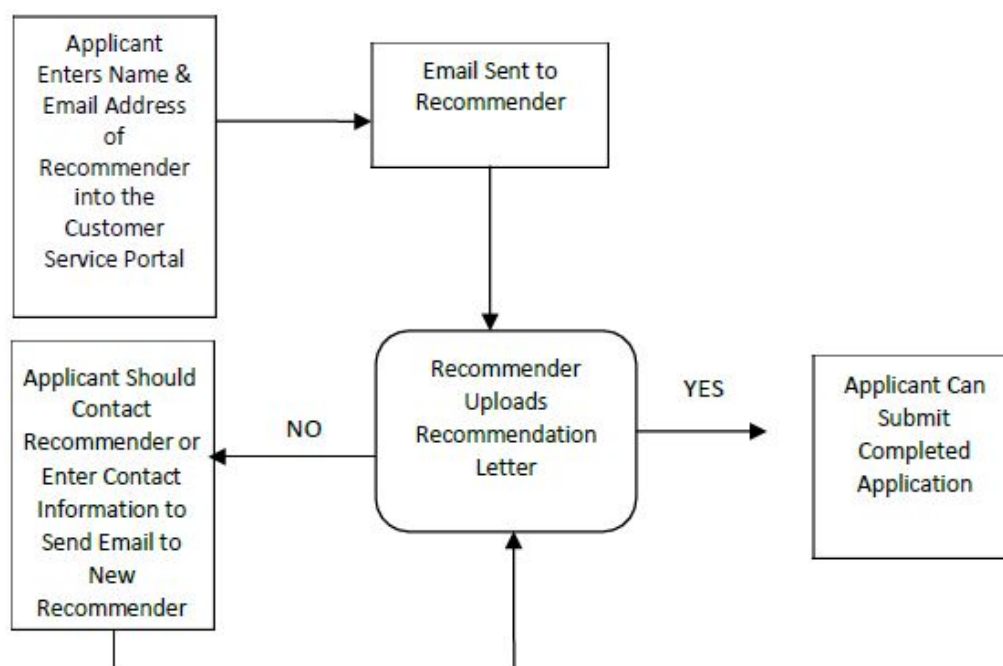 Applicant
Enters Name &
Email Address
of
Recommender
into the
Customer
Service Portal
Email Sent to
Recommender
Recommender
Uploads
Recommendation
Letter
YES
Applicant Can
Submit
Completed
Application
NO
Applicant Should
Contact
Recommender or
Enter Contact
Information to
Send Email to
New
Recommender